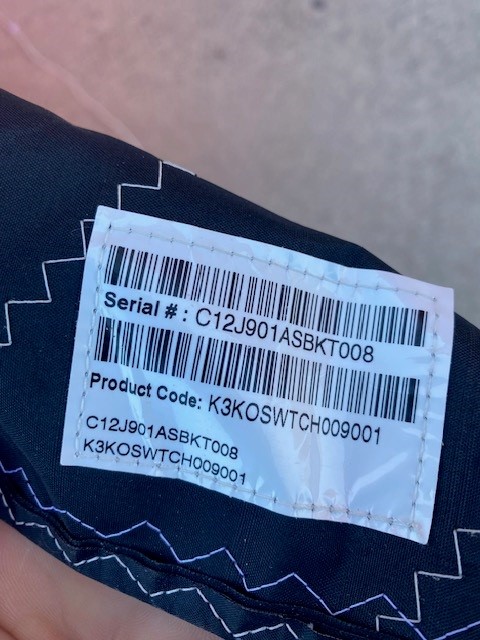 Serial # : C12J901ASBKT008
Product Code: K3KOSWTCH009001
C12J901ASBKT008
K3KOSWTCH009001